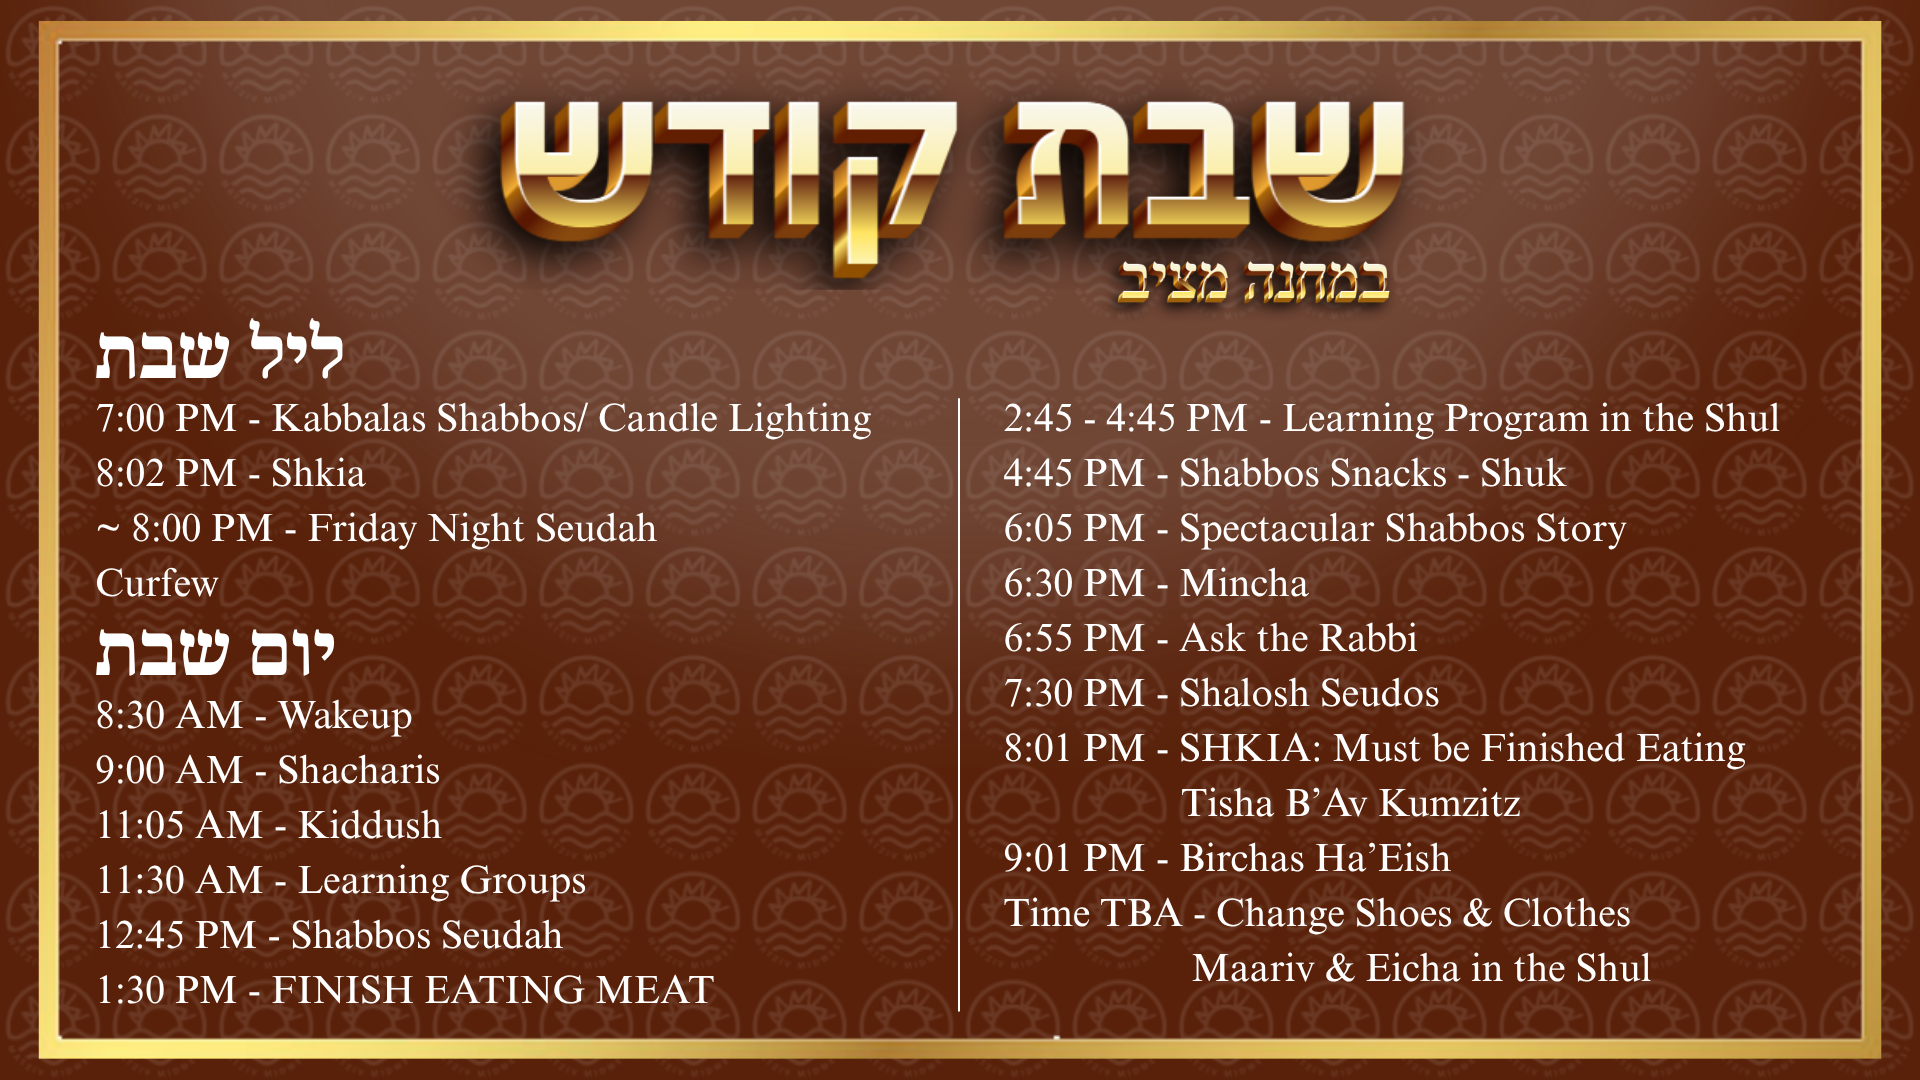 שבת קודש
במחנה מציב
ליל שבת
7:00 PM - Kabbalas Shabbos/ Candle Lighting
8:02 PM - Shkia
~ 8:00 PM - Friday Night Seudah
Curfew
יום שבת
8:30 AM - Wakeup
9:00 AM - Shacharis
11:05 AM - Kiddush
11:30 AM - Learning Groups
12:45 PM - Shabbos Seudah
1:30 PM - FINISH EATING MEAT
2:45 - 4:45 PM - Learning Program in the Shul
4:45 PM - Shabbos Snacks - Shuk
6:05 PM - Spectacular Shabbos Story
6:30 PM - Mincha
6:55 PM - Ask the Rabbi
7:30 PM - Shalosh Seudos
8:01 PM - SHKIA: Must be Finished Eating
Tisha B’Av Kumzitz
9:01 PM - Birchas Ha’Eish
Time TBA - Change Shoes & Clothes
Maariv & Eicha in the Shul